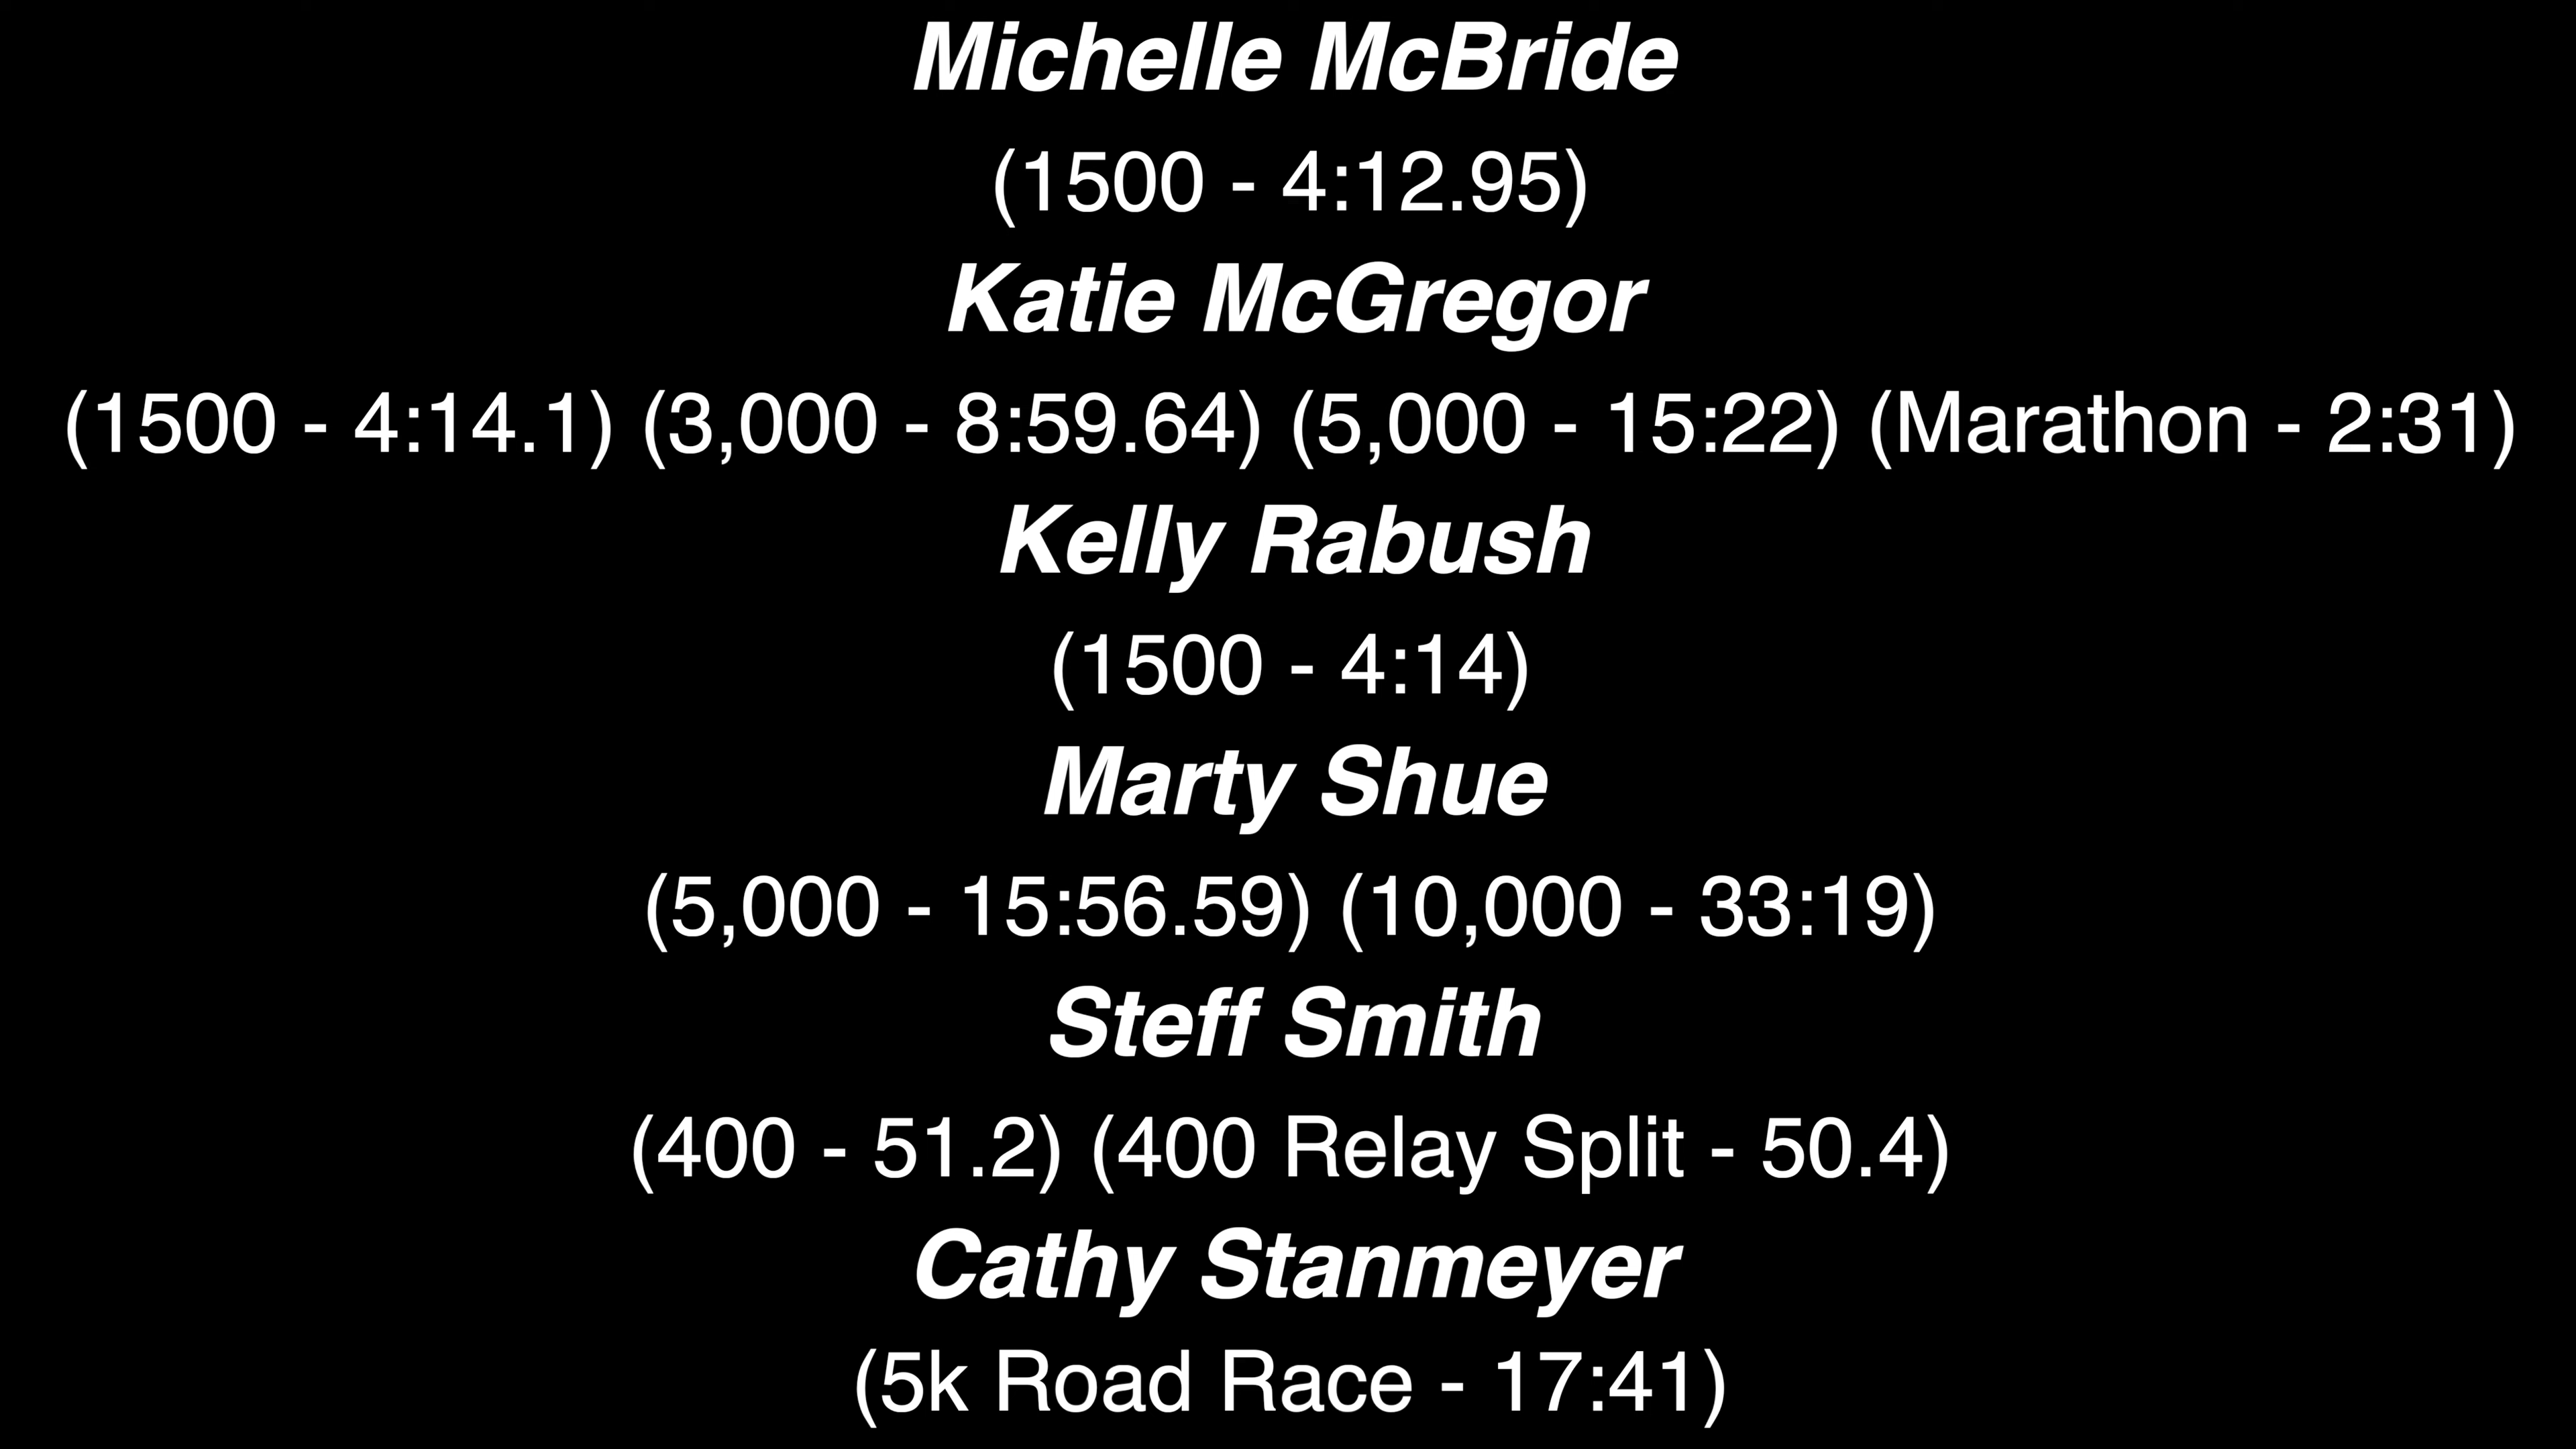 Michelle McBride
(1500 - 4:12.95)
Katie McGregor
(1500 - 4:14.1) (3,000 - 8:59.64) (5,000 - 15:22) (Marathon - 2:31)
Kelly Rabush
(1500 - 4:14)
Marty Shue
(5,000 - 15:56.59) (10,000 - 33:19)
Steff Smith
(400 - 51.2) (400 Relay Split - 50.4)
Cathy Stanmeyer
(5k Road Race - 17:41)